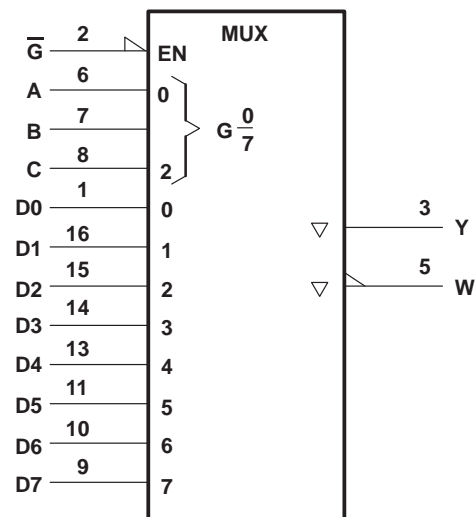 MUX
G̅ 2 EN
A 6 0
B 7 G 0/7
C 8 2
D0 1 0
D1 16 1
D2 15 2
D3 14 3
D4 13 4
D5 11 5
D6 10 6
D7 9 7
3 Y
5 W